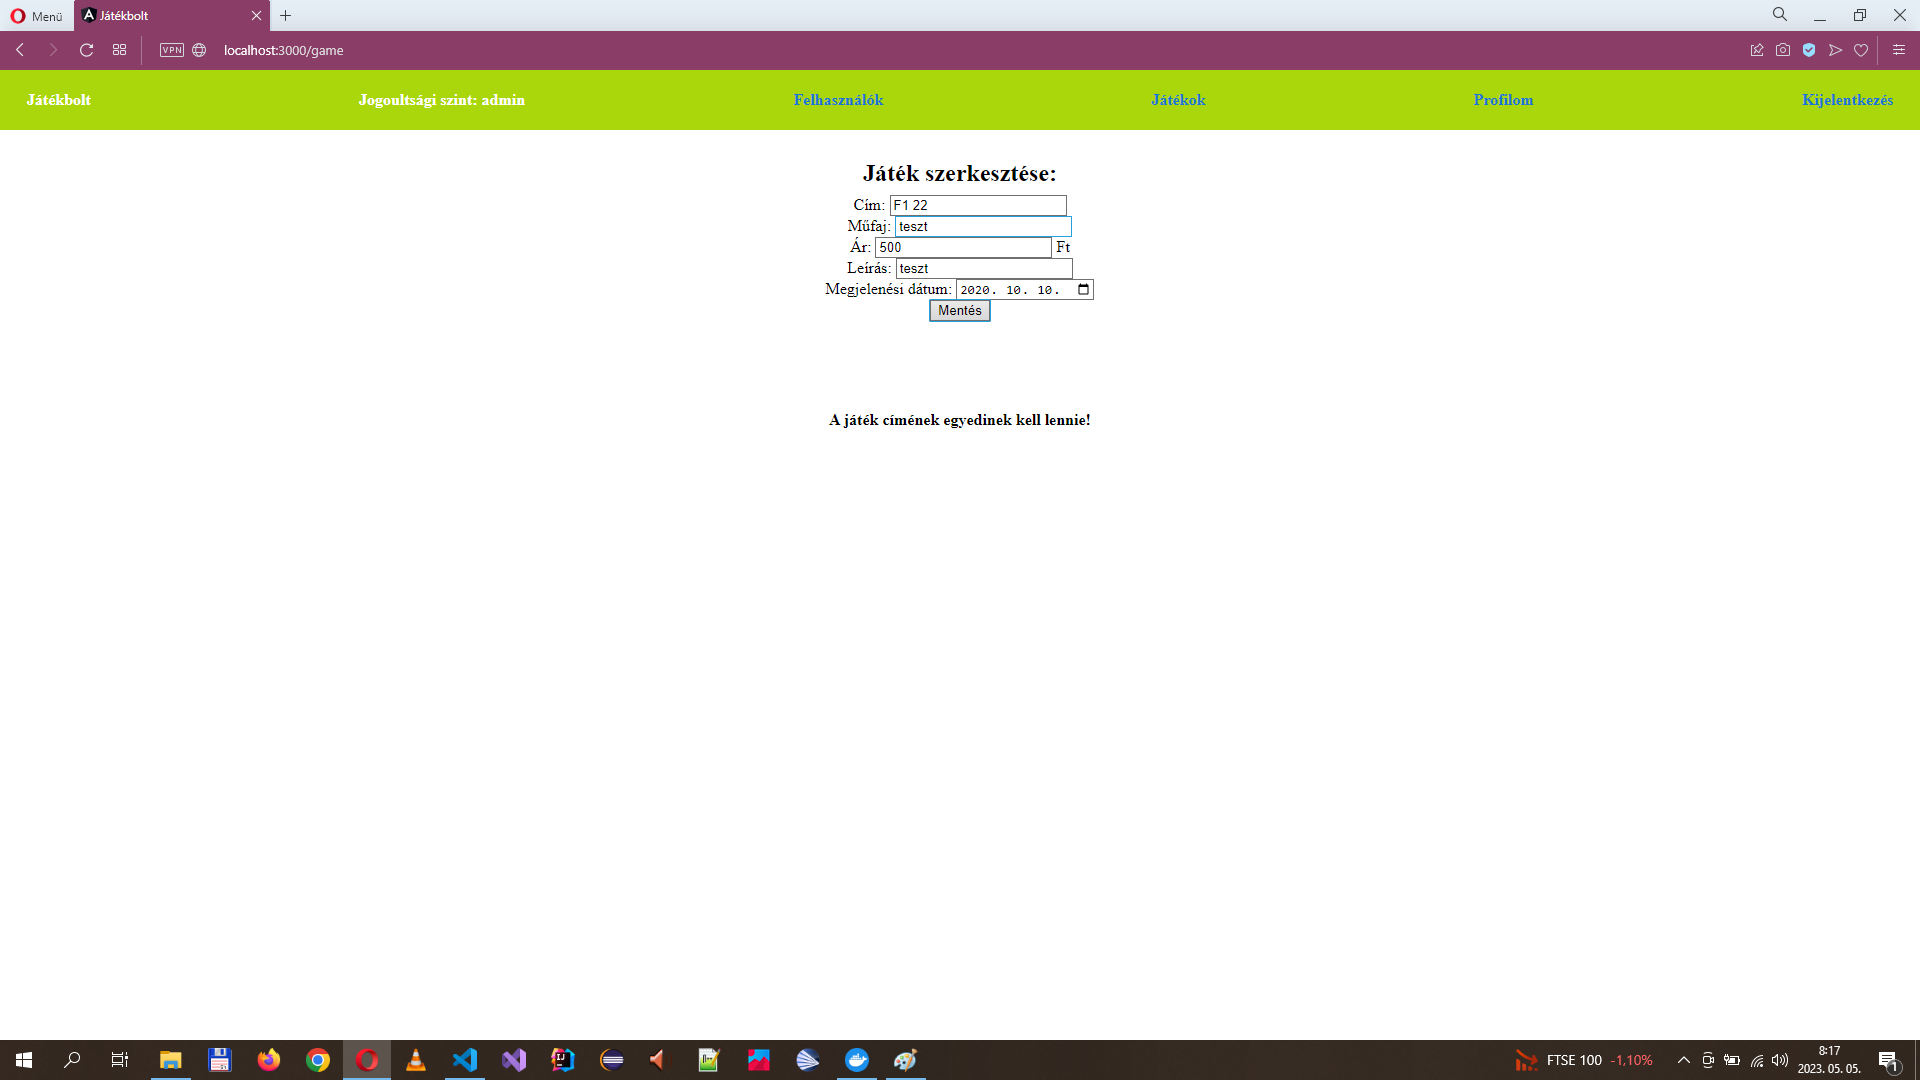 Menü
Játékbolt
VPN
localhost:3000/game
Játékbolt Jogoultsági szint: admin Felhasználók Játékok Profilom Kijelentkezés
Játék szerkesztése:
Cím: F1 22
Műfaj: teszt
Ár: 500 Ft
Leírás: teszt
Megjelenési dátum: 2020. 10. 10.
Mentés
A játék címének egyedinek kell lennie!
FTSE 100 -1,10%
8:17
2023. 05. 05.
1